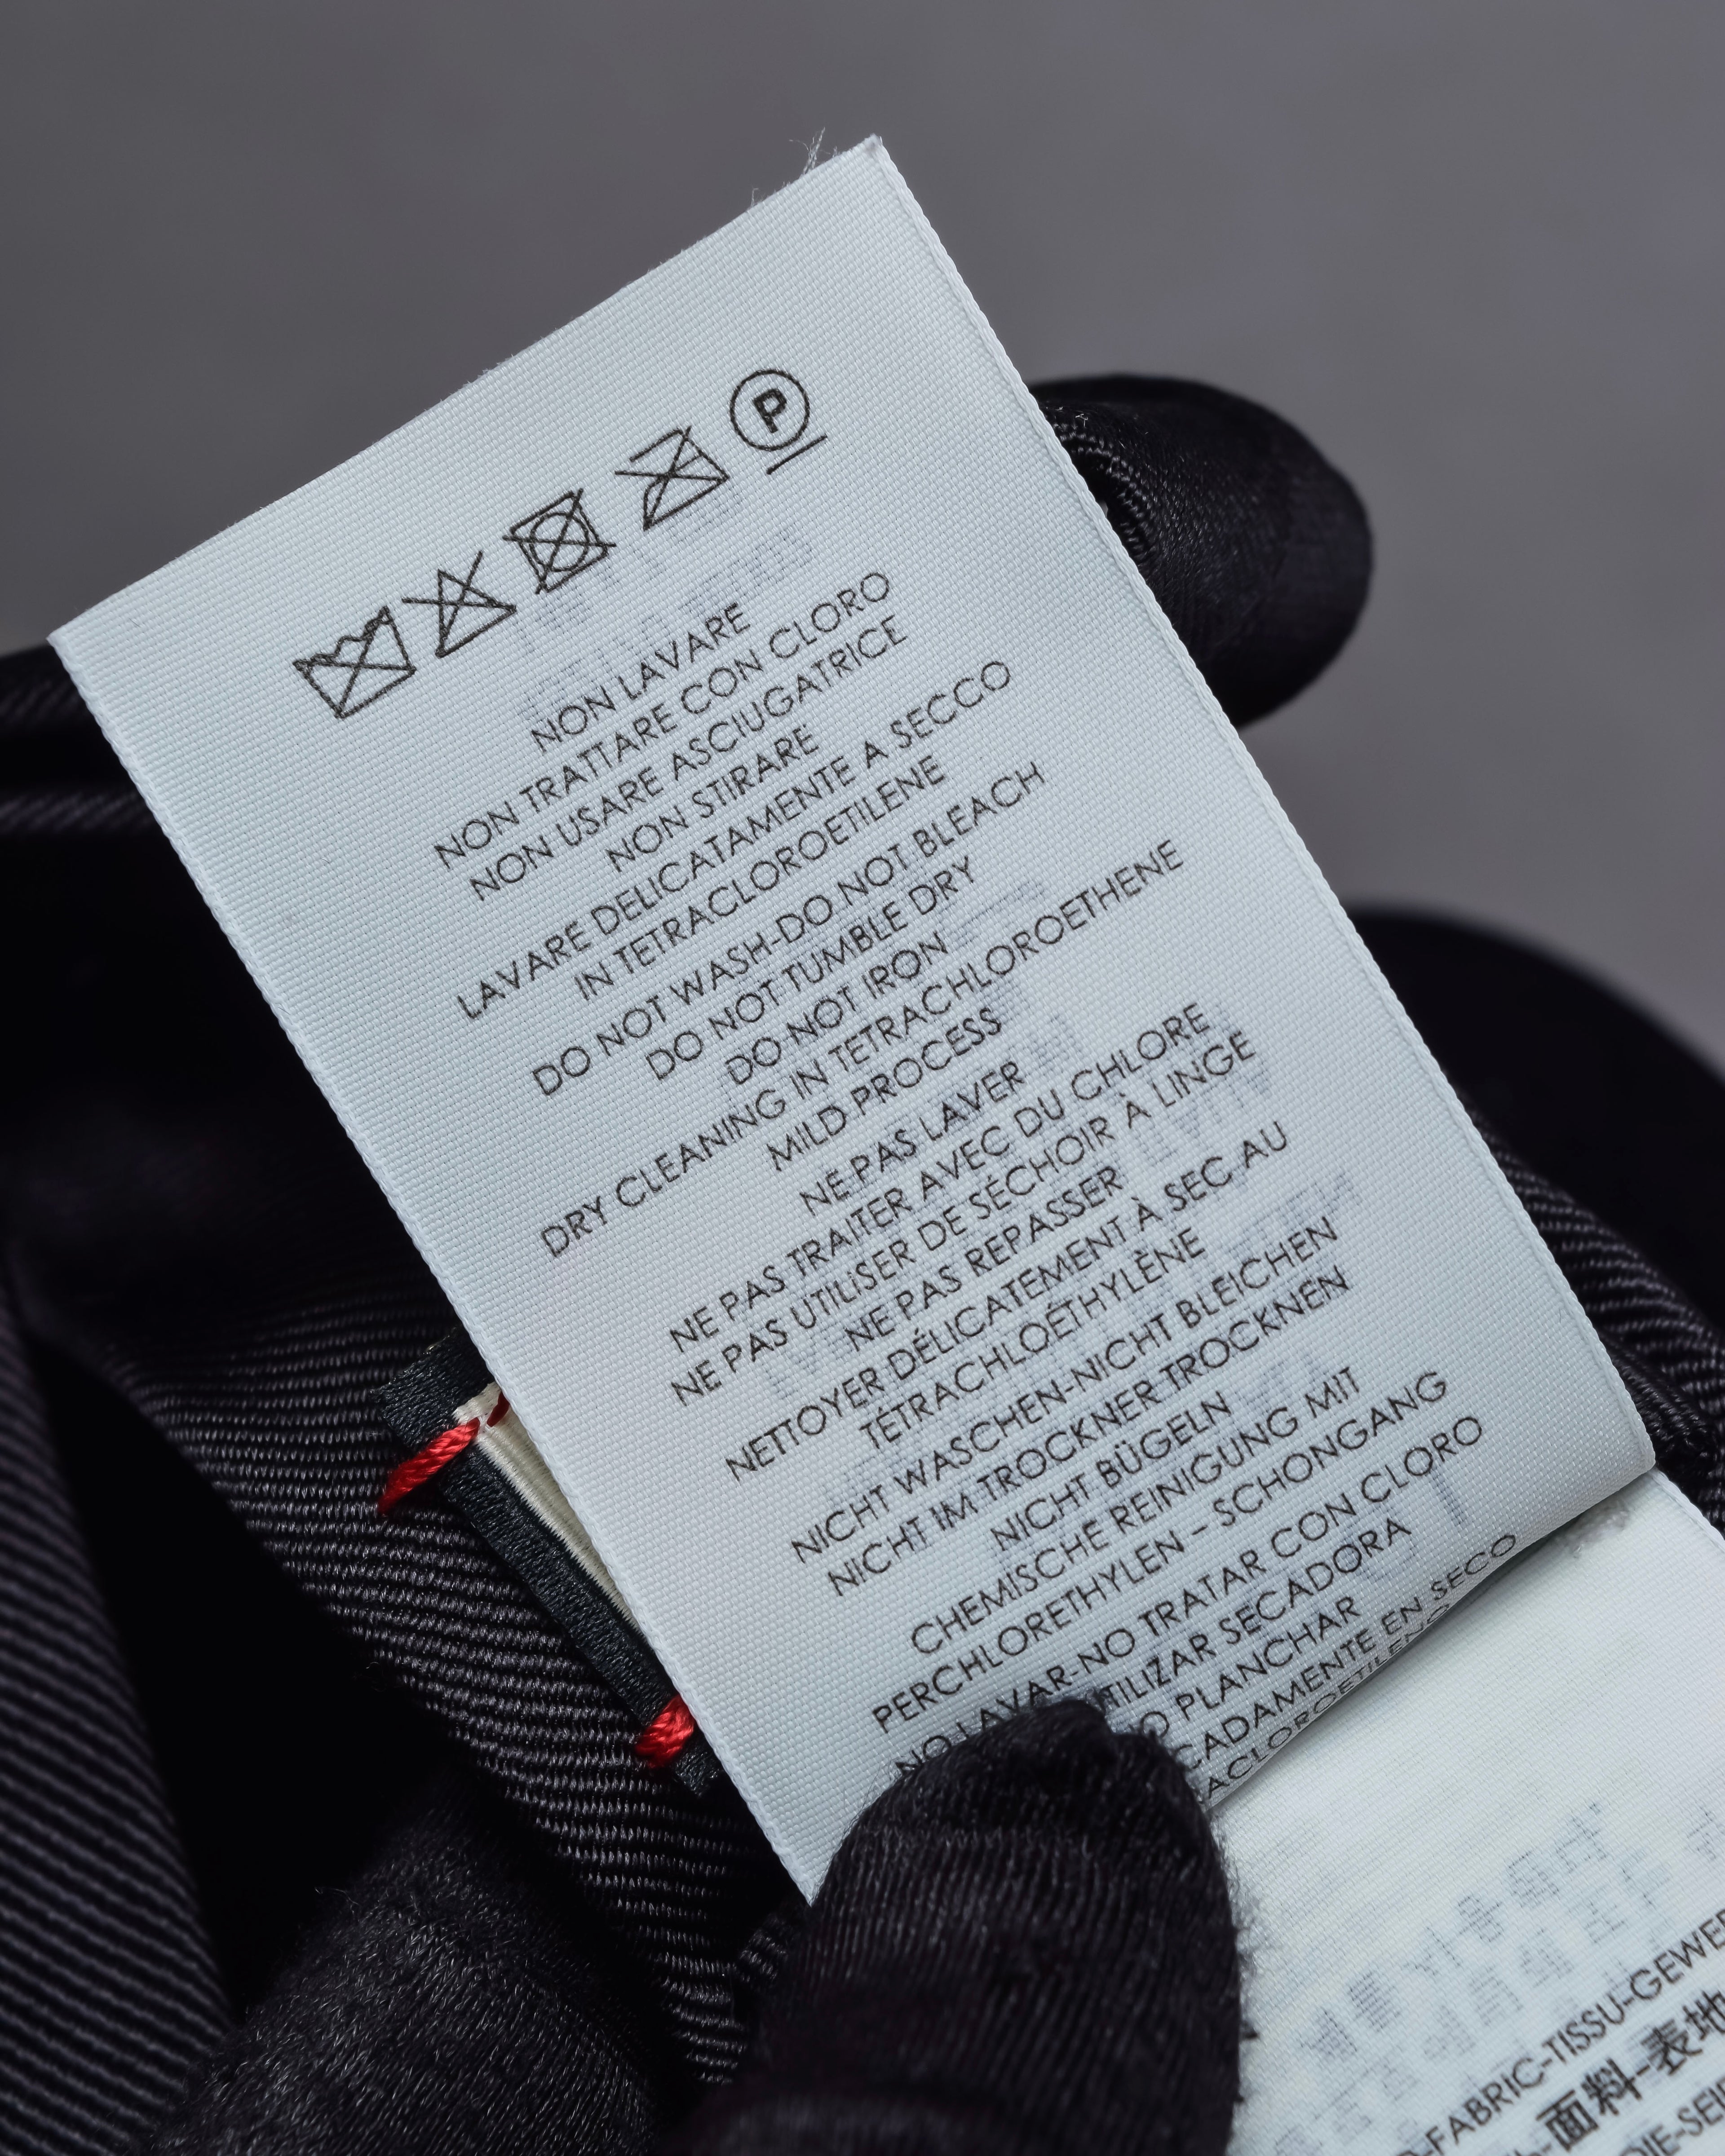 P
NON LAVARE
NON TRATTARE CON CLORO
NON USARE ASCIUGATRICE
NON STIRARE
LAVARE DELICATAMENTE A SECCO
IN TETRACLOROETILENE
DO NOT WASH-DO NOT BLEACH
DO NOT TUMBLE DRY
DO NOT IRON
DRY CLEANING IN TETRACHLOROETHENE
MILD PROCESS
NE PAS LAVER
NE PAS TRAITER AVEC DU CHLORE
NE PAS UTILISER DE SÉCHOIR À LINGE
NE PAS REPASSER
NETTOYER DÉLICATEMENT À SEC AU
TÉTRACHLOÉTHYLÈNE
NICHT WASCHEN-NICHT BLEICHEN
NICHT IM TROCKNER TROCKNEN
NICHT BÜGELN
CHEMISCHE REINIGUNG MIT
PERCHLORETHYLEN – SCHONGANG
NO LAVAR-NO TRATAR CON CLORO
TILIZAR SECADORA
O PLANCHAR
CADAMENTE EN SECO
ACLOROETILENO
-FABRIC-TISSU-GEWE
面料-表地